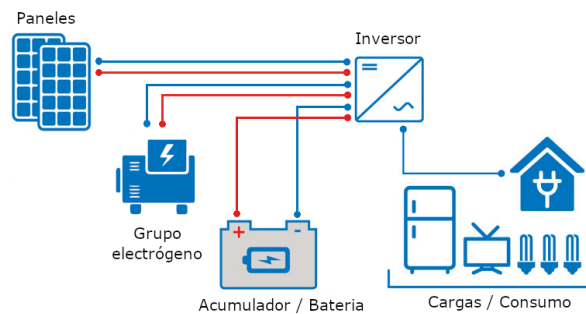 Paneles
Inversor
Grupo
electrógeno
+
-
Acumulador / Bateria
Cargas / Consumo